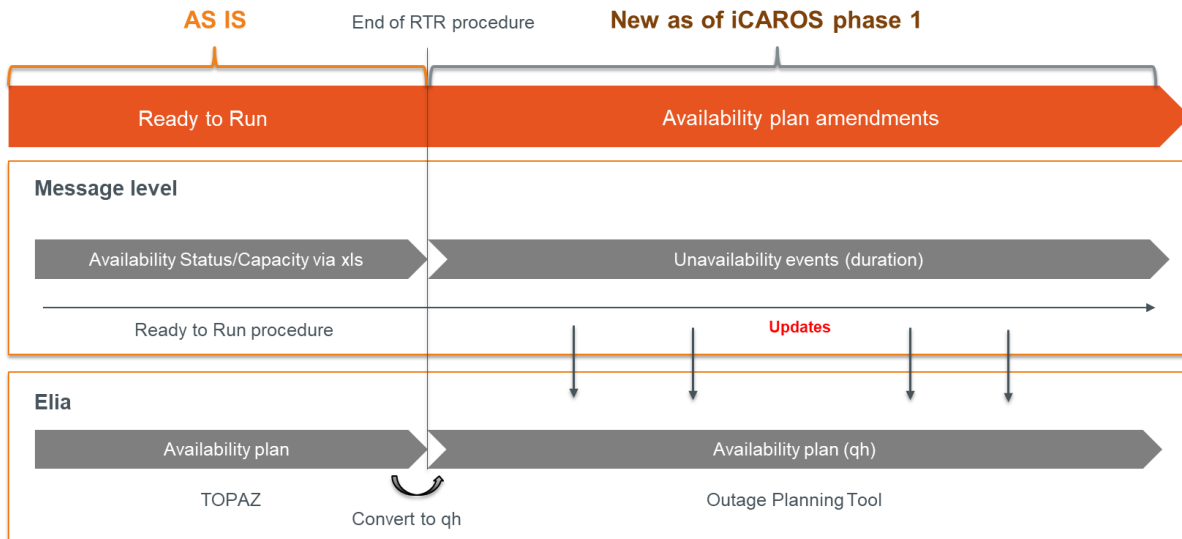 AS IS
End of RTR procedure
New as of iCAROS phase 1
Ready to Run
Availability plan amendments
Message level
Availability Status/Capacity via xls
Unavailability events (duration)
Ready to Run procedure
Updates
Elia
Availability plan
Availability plan (qh)
TOPAZ
Convert to qh
Outage Planning Tool